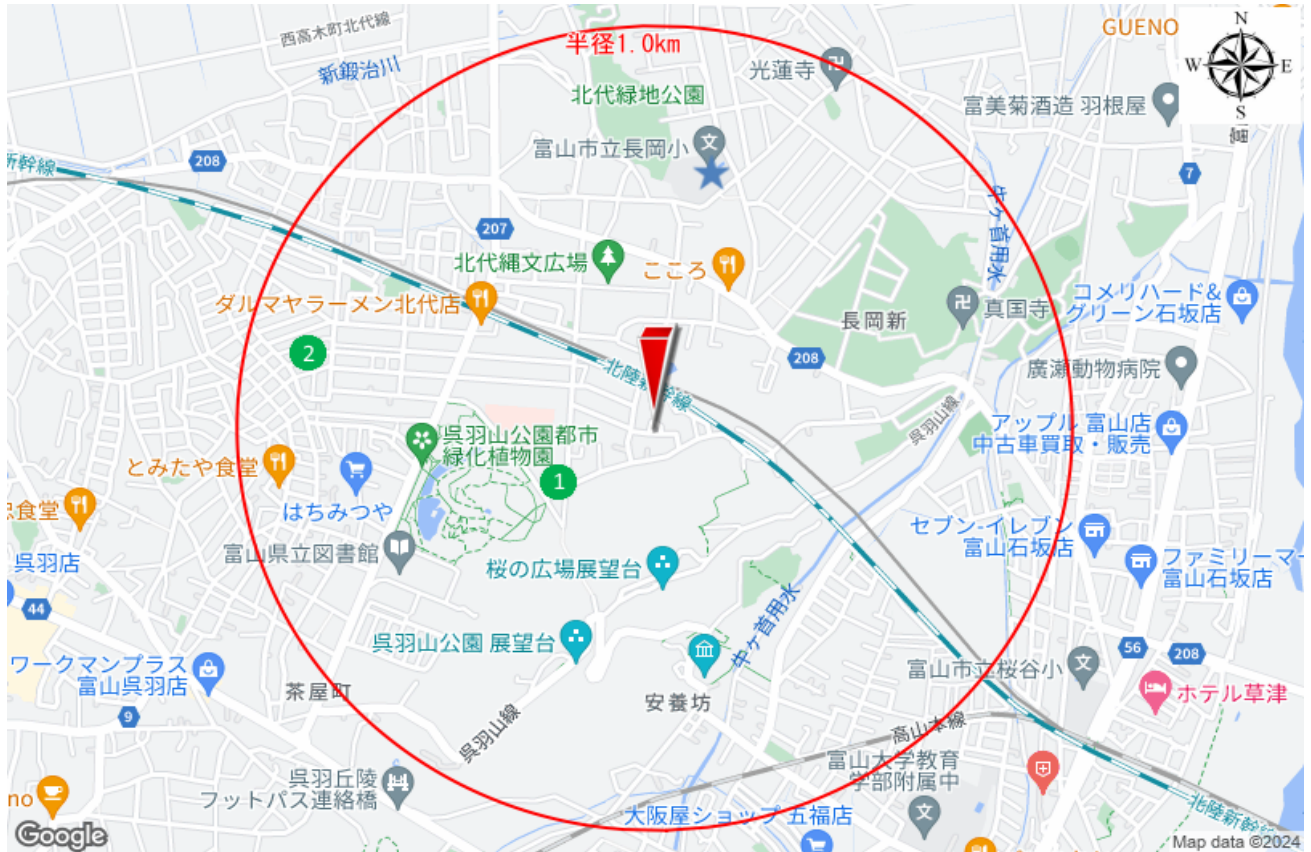 西高木町北代線
半径1.0km
GUENO
N
W
E
S
新鍛治川
光蓮寺
北代緑地公園
富美菊酒造 羽根屋
富山市立長岡小
文
新幹線
208
7
牛ケ首用水
207
北代縄文広場
こころ
ダルマヤラーメン北代店
長岡新
真国寺
コメリハード&
グリーン石坂店
2
208
北陸新幹線
廣瀬動物病院
呉羽山線
呉羽山公園都市
緑化植物園
アップル 富山店
中古車買取・販売
とみたや食堂
1
はちみつや
食堂
富山県立図書館
セブン-イレブン
富山石坂店
呉羽店
桜の広場展望台
ファミリーマー
富山石坂店
44
牛ケ首用水
呉羽山公園 展望台
56
208
ワークマンプラス
富山呉羽店
富山市立桜谷小
文
茶屋町
安養坊
ホテル草津
9
呉羽山線
高山本線
富山大学教育
学部附属中
文
呉羽丘陵
フットパス連絡橋
no
大阪屋ショップ 五福店
北陸新幹線
Google
Map data ©2024